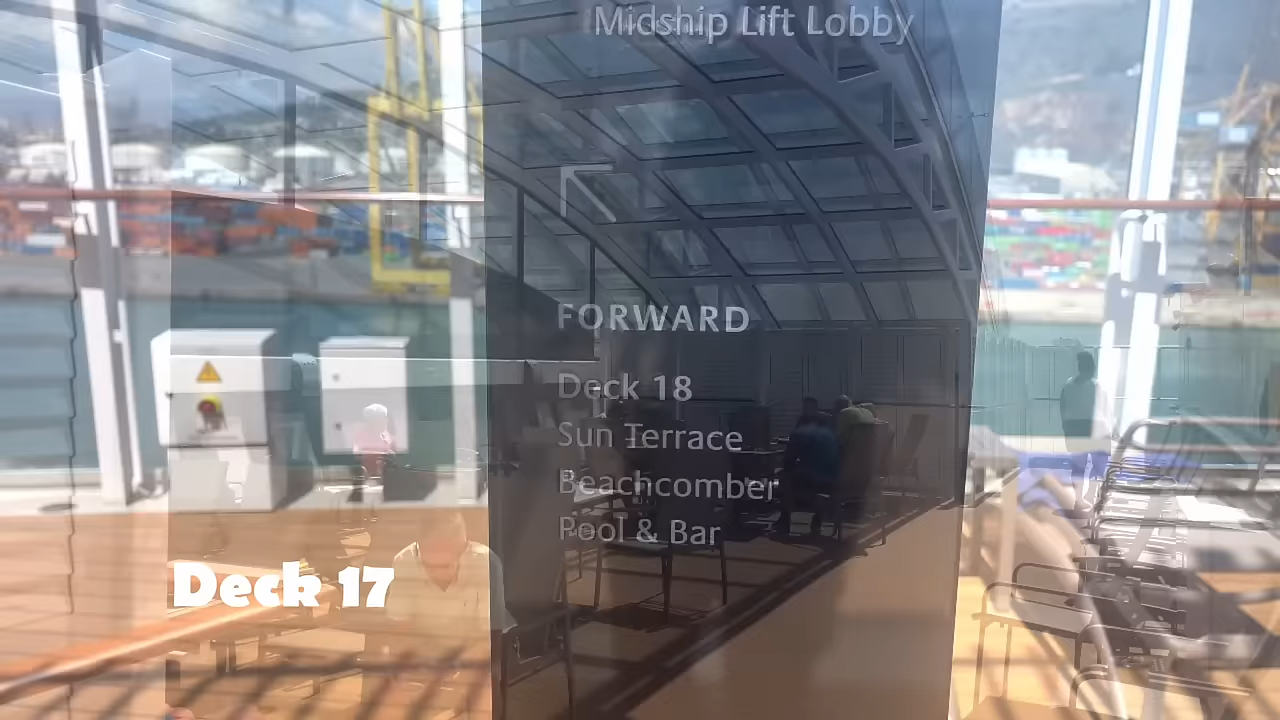 Midship Lift Lobby
FORWARD
Deck 18
Sun Terrace
Beachcomber
Pool & Bar
Deck 17